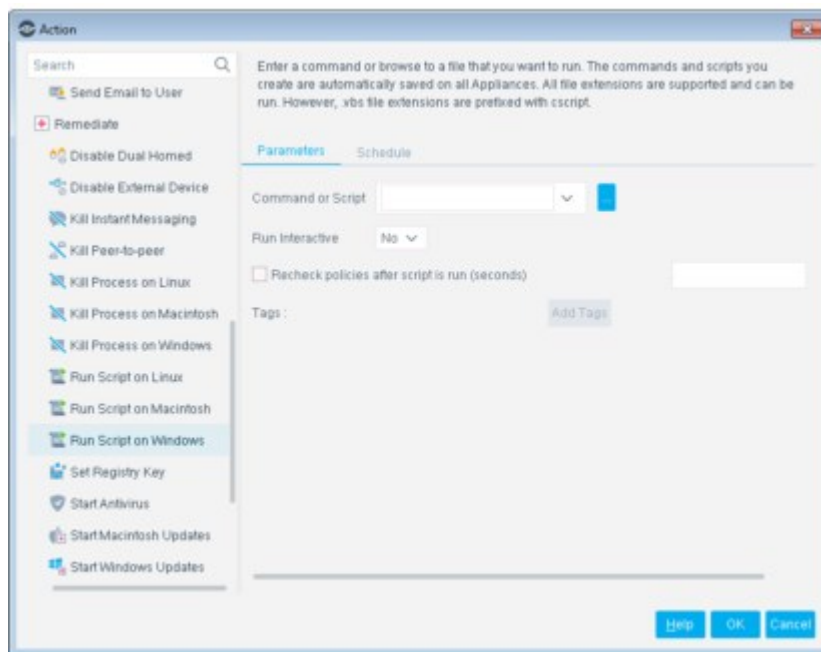 Action
Search
Send Email to User
Remediate
Disable Dual Homed
Disable External Device
Kill Instant Messaging
Kill Peer-to-peer
Kill Process on Linux
Kill Process on Macintosh
Kill Process on Windows
Run Script on Linux
Run Script on Macintosh
Run Script on Windows
Set Registry Key
Start Antivirus
Start Macintosh Updates
Start Windows Updates
Enter a command or browse to a file that you want to run. The commands and scripts you
create are automatically saved on all Appliances. All file extensions are supported and can be
run. However, .vbs file extensions are prefixed with cscript.
Parameters Schedule
Command or Script ...
Run Interactive No
Recheck policies after script is run (seconds)
Tags : Add Tags
Help OK Cancel